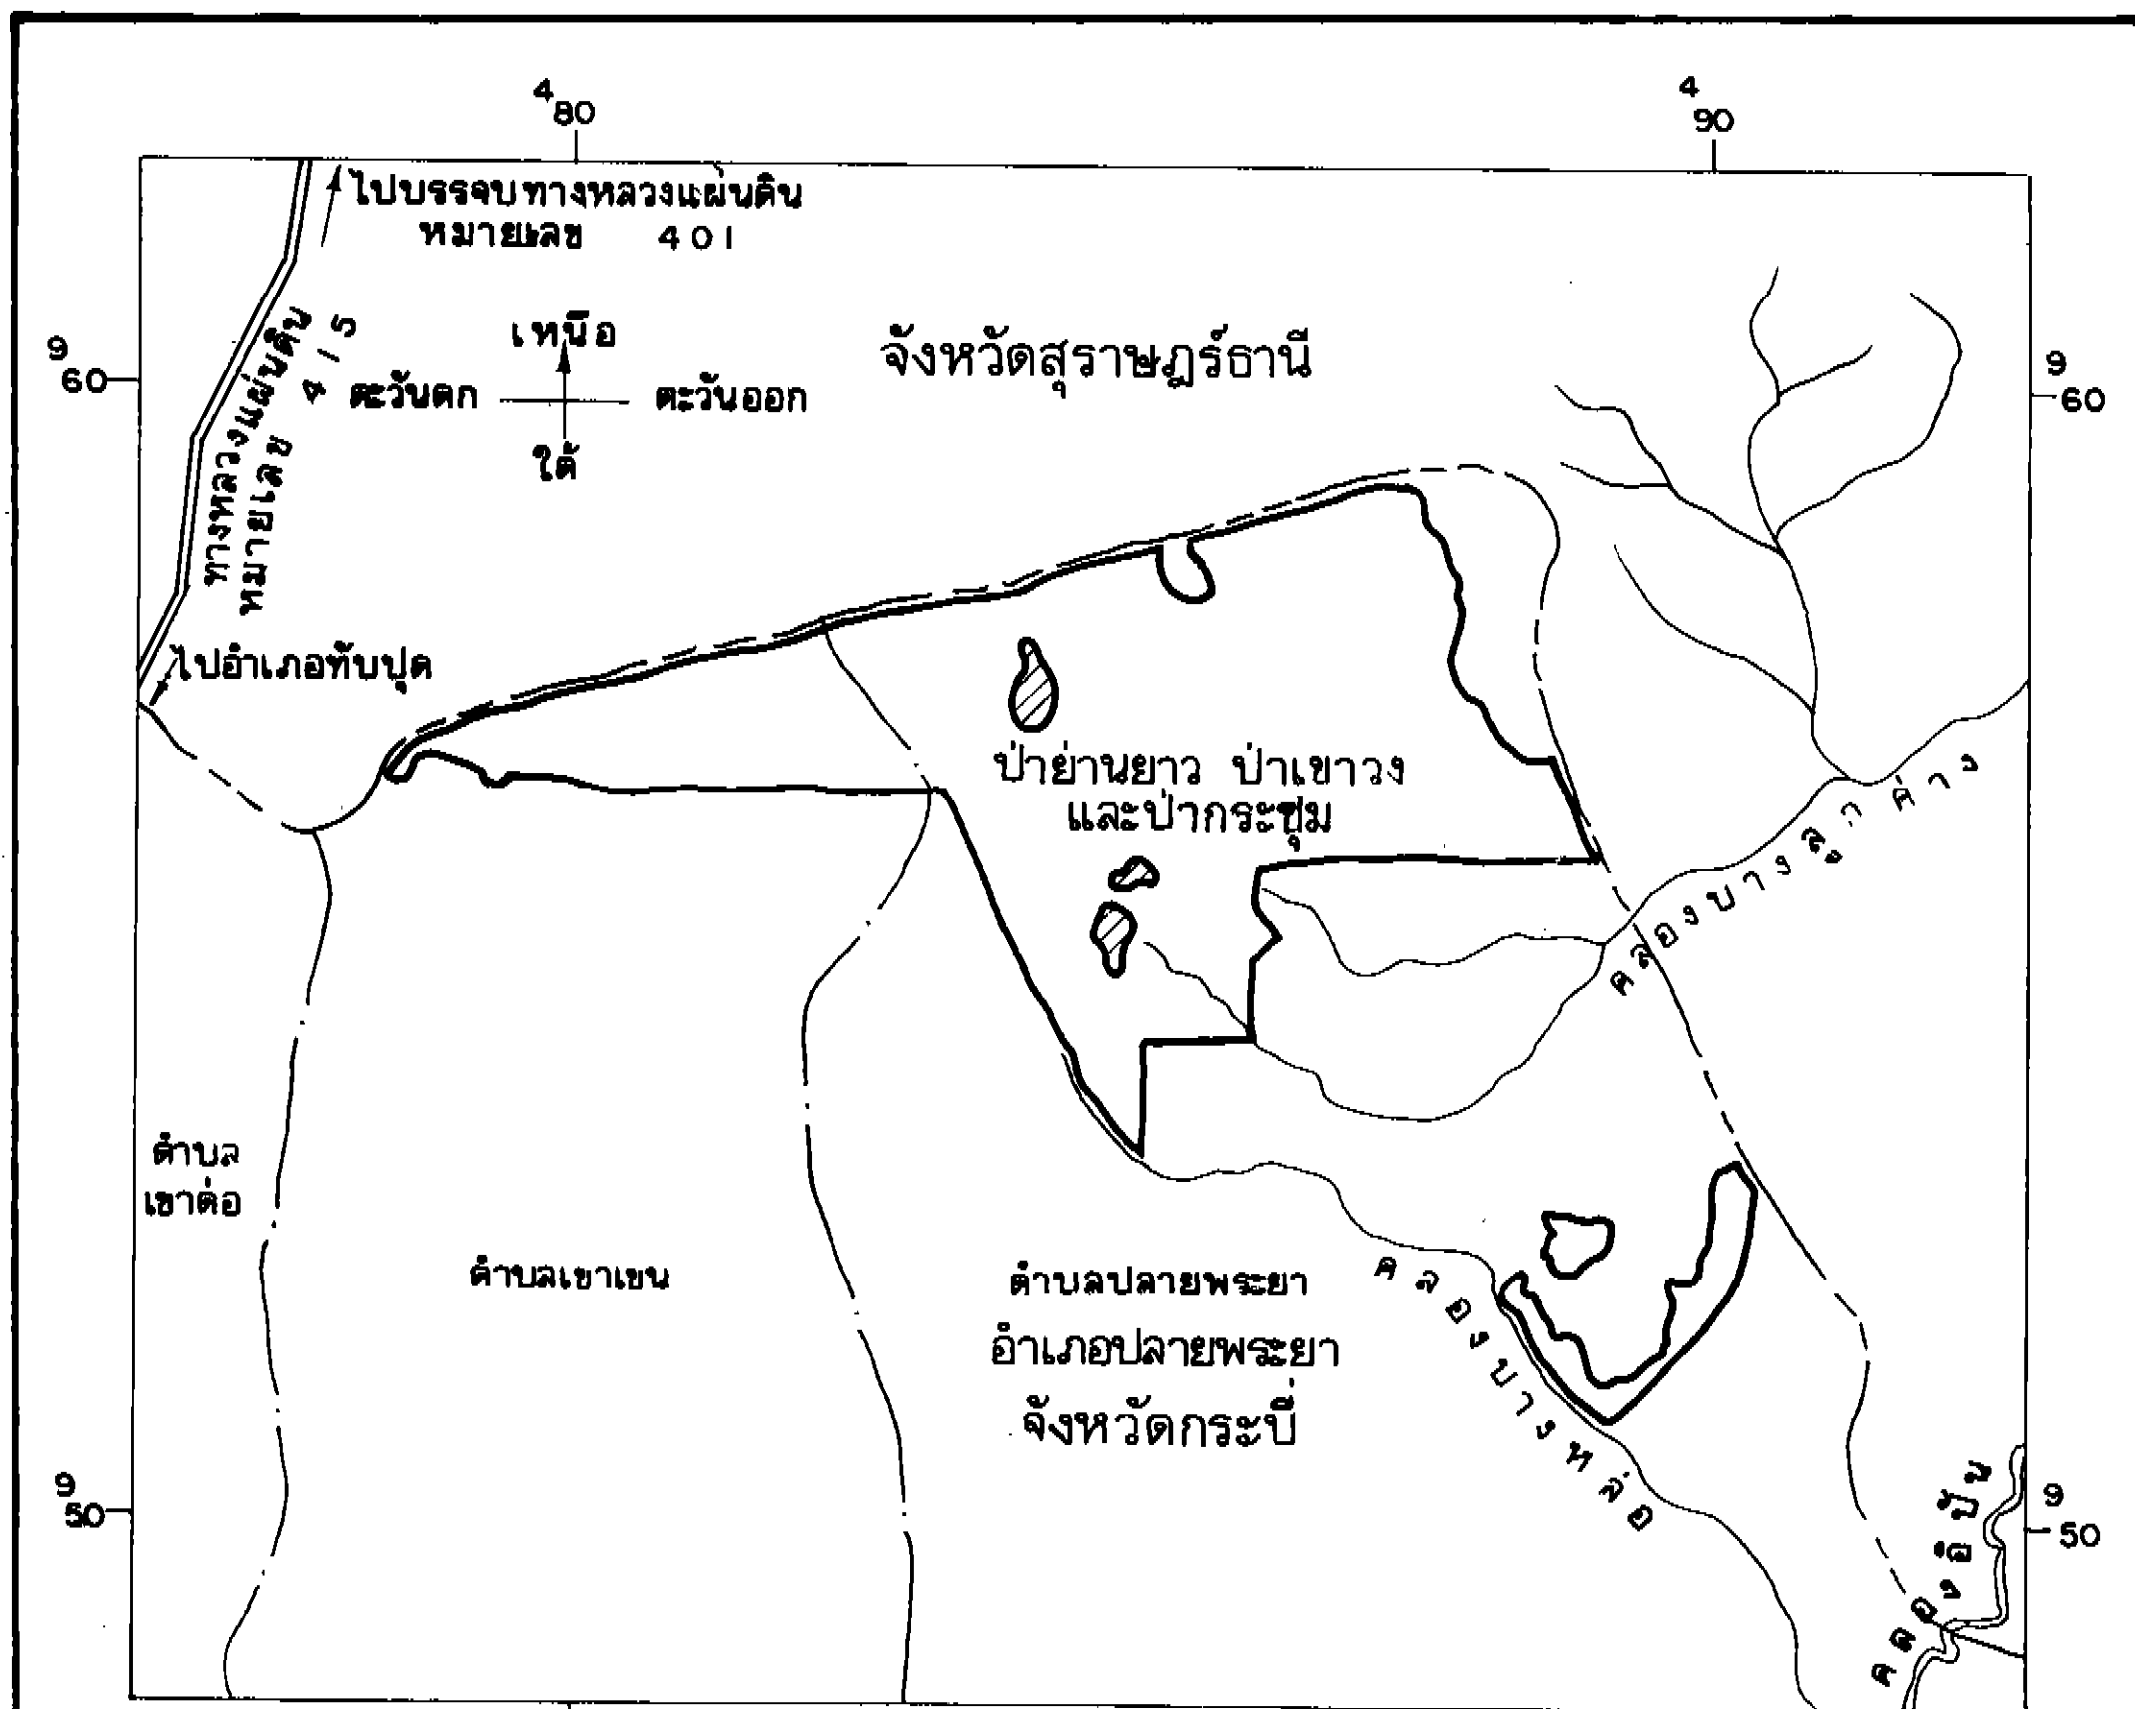 4
80
4
90
ไปบรรจบทางหลวงแผ่นดิน
หมายเลข 401
ทางหลวงแผ่นดิน
หมายเลข 415
เหนือ
ตะวันตก
ตะวันออก
ใต้
จังหวัดสุราษฎร์ธานี
9
60
9
60
ไปอำเภอทับปุด
ป่าย่านยาว ป่าเขาวง
และป่ากระซุม
คลองบางลูกค่าง
ตำบล
เขาต่อ
ตำบลเขาเขน
ตำบลปลายพระยา
อำเภอปลายพระยา
จังหวัดกระบี่
คลองบางหล่อ
9
50
9
50